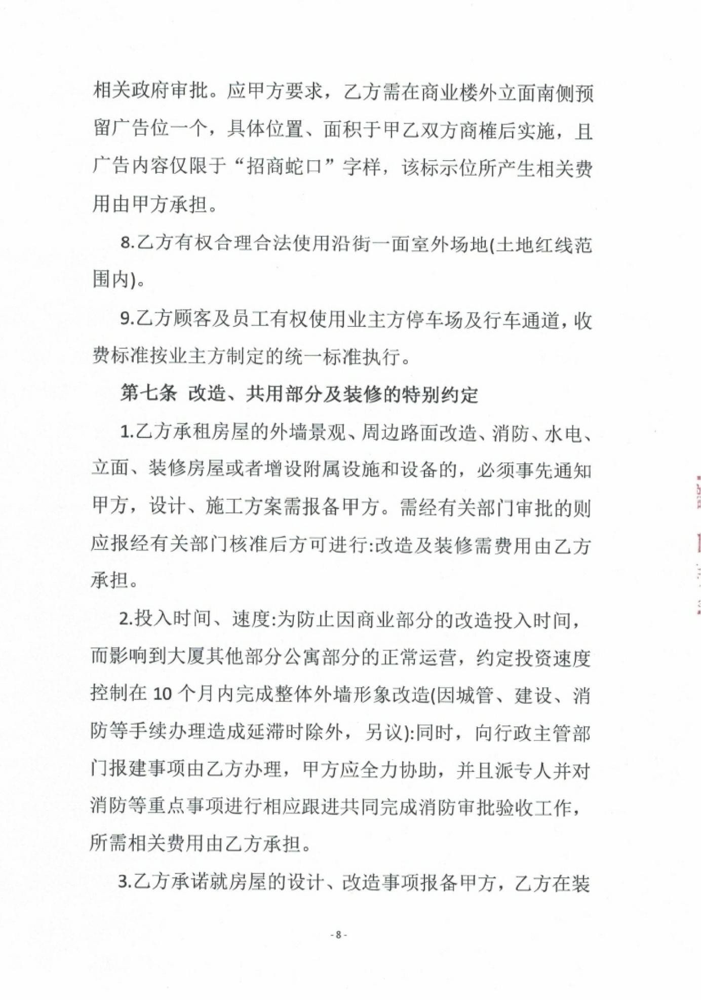 相关政府审批。应甲方要求，乙方需在商业楼外立面南侧预
留广告位一个，具体位置、面积于甲乙双方商榷后实施，且
广告内容仅限于“招商蛇口”字样，该标示位所产生相关费
用由甲方承担。
8.乙方有权合理合法使用沿街一面室外场地(土地红线范
围内)。
9.乙方顾客及员工有权使用业主方停车场及行车通道，收
费标准按业主方制定的统一标准执行。
第七条 改造、共用部分及装修的特别约定
1.乙方承租房屋的外墙景观、周边路面改造、消防、水电、
立面、装修房屋或者增设附属设施和设备的，必须事先通知
甲方，设计、施工方案需报备甲方。需经有关部门审批的则
应报经有关部门核准后方可进行:改造及装修需费用由乙方
承担。
2.投入时间、速度:为防止因商业部分的改造投入时间，
而影响到大厦其他部分公寓部分的正常运营，约定投资速度
控制在 10 个月内完成整体外墙形象改造(因城管、建设、消
防等手续办理造成延滞时除外，另议):同时，向行政主管部
门报建事项由乙方办理，甲方应全力协助，并且派专人并对
消防等重点事项进行相应跟进共同完成消防审批验收工作，
所需相关费用由乙方承担。
3.乙方承诺就房屋的设计、改造事项报备甲方，乙方在装
- 8 -